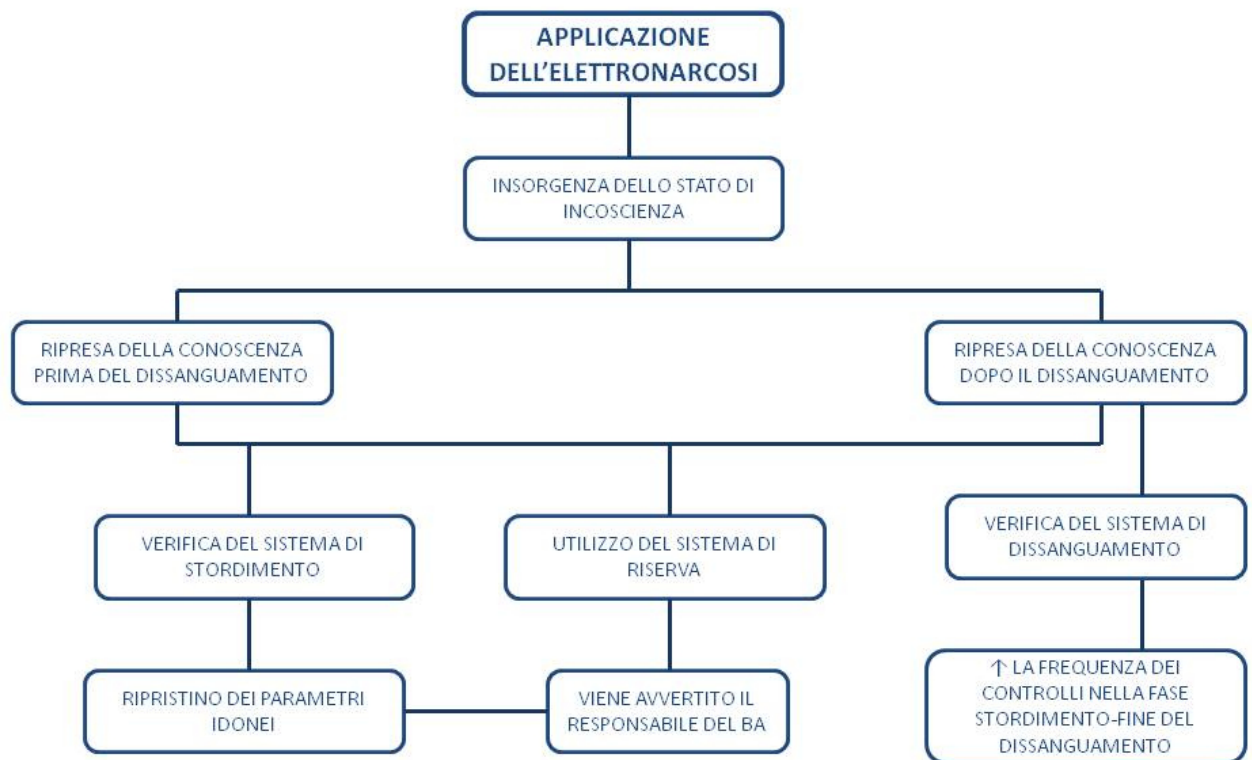 APPLICAZIONE
DELL'ELETTRONARCOSI
INSORGENZA DELLO STATO DI
INCOSCIENZA
RIPRESA DELLA CONOSCENZA
PRIMA DEL DISSANGUAMENTO
RIPRESA DELLA CONOSCENZA
DOPO IL DISSANGUAMENTO
VERIFICA DEL SISTEMA DI
STORDIMENTO
UTILIZZO DEL SISTEMA DI
RISERVA
VERIFICA DEL SISTEMA DI
DISSANGUAMENTO
RIPRISTINO DEI PARAMETRI
IDONEI
VIENE AVVERTITO IL
RESPONSABILE DEL BA
↑ LA FREQUENZA DEI
CONTROLLI NELLA FASE
STORDIMENTO-FINE DEL
DISSANGUAMENTO